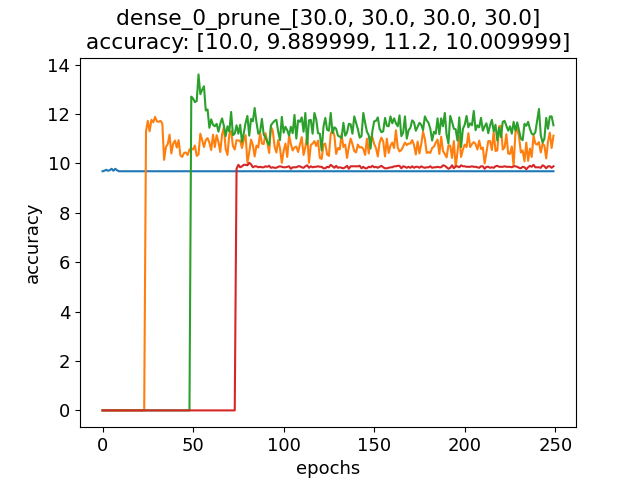 dense_0_prune_[30.0, 30.0, 30.0, 30.0]
accuracy: [10.0, 9.889999, 11.2, 10.009999]
14
12
10
8
6
4
2
0
accuracy
0 50 100 150 200 250
epochs